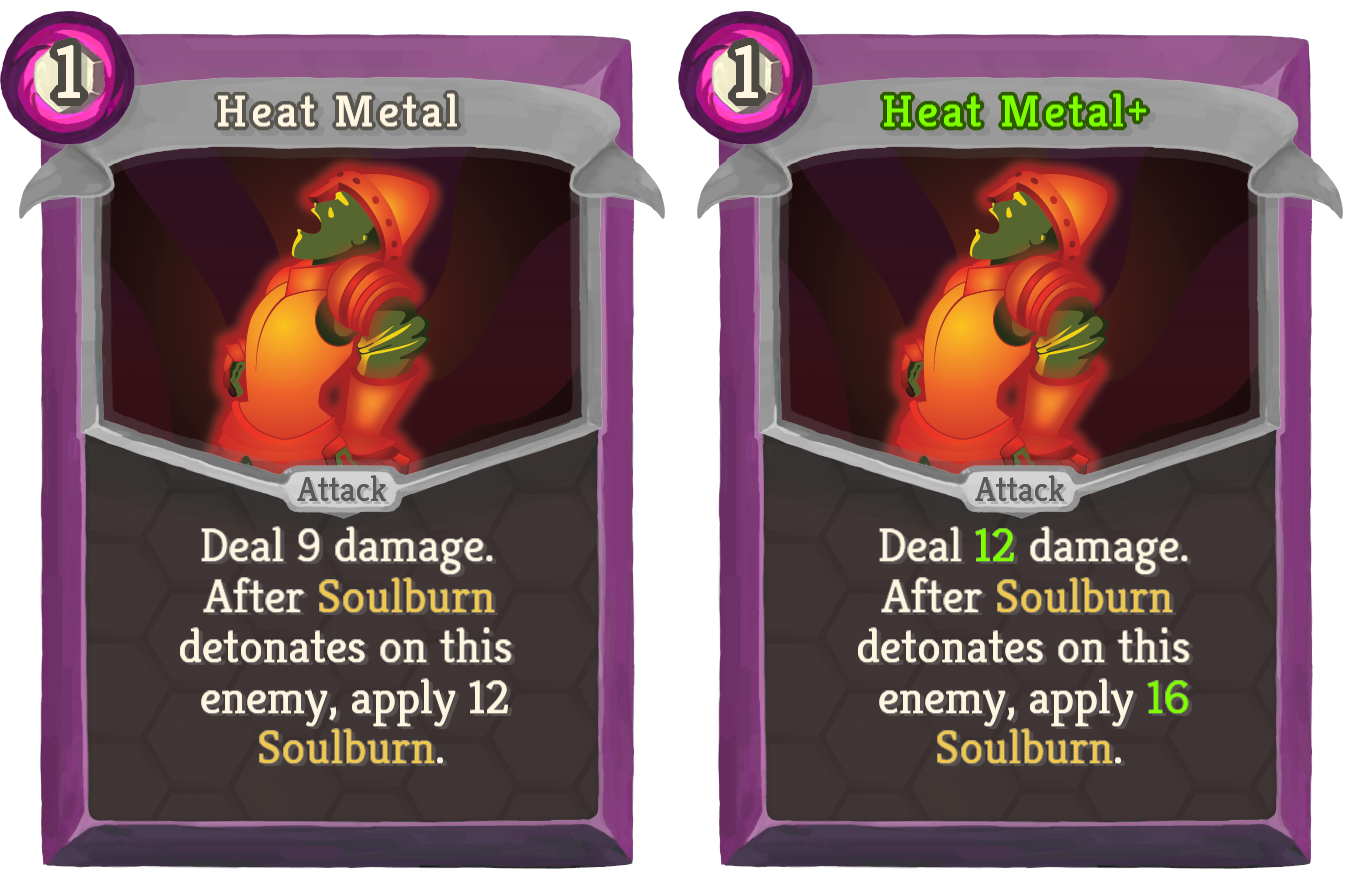 1
Heat Metal
Attack
Deal 9 damage.
After Soulburn
detonates on this
enemy, apply 12
Soulburn.
1
Heat Metal+
Attack
Deal 12 damage.
After Soulburn
detonates on this
enemy, apply 16
Soulburn.